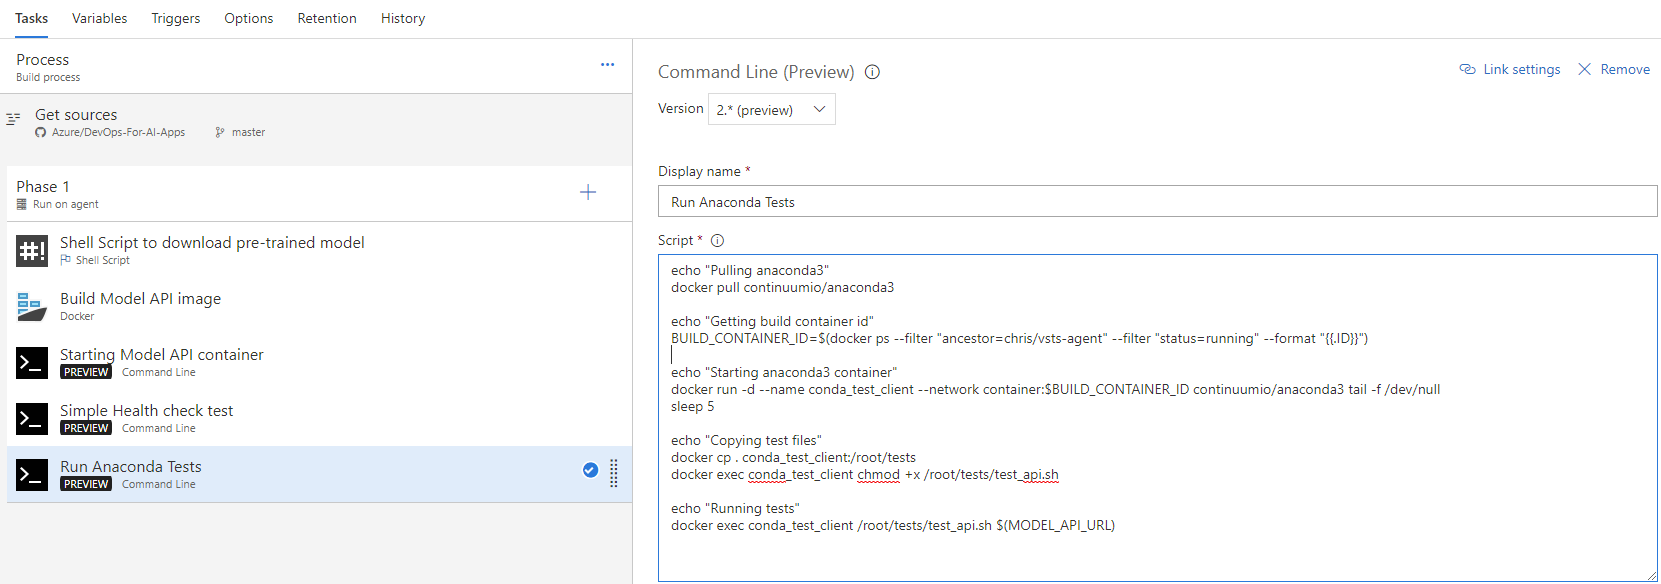 Tasks Variables Triggers Options Retention History
Process
Build process
...
Get sources
Azure/DevOps-For-AI-Apps master
Phase 1
Run on agent
#! Shell Script to download pre-trained model
Shell Script
Build Model API image
Docker
Starting Model API container
PREVIEW Command Line
Simple Health check test
PREVIEW Command Line
Run Anaconda Tests
PREVIEW Command Line
Command Line (Preview)
Link settings Remove
Version 2.* (preview)
Display name *
Run Anaconda Tests
Script *
echo "Pulling anaconda3"
docker pull continuumio/anaconda3
echo "Getting build container id"
BUILD_CONTAINER_ID=$(docker ps --filter "ancestor=chris/vsts-agent" --filter "status=running" --format "{{.ID}}")
echo "Starting anaconda3 container"
docker run -d --name conda_test_client --network container:$BUILD_CONTAINER_ID continuumio/anaconda3 tail -f /dev/null
sleep 5
echo "Copying test files"
docker cp . conda_test_client:/root/tests
docker exec conda_test_client chmod +x /root/tests/test_api.sh
echo "Running tests"
docker exec conda_test_client /root/tests/test_api.sh $(MODEL_API_URL)